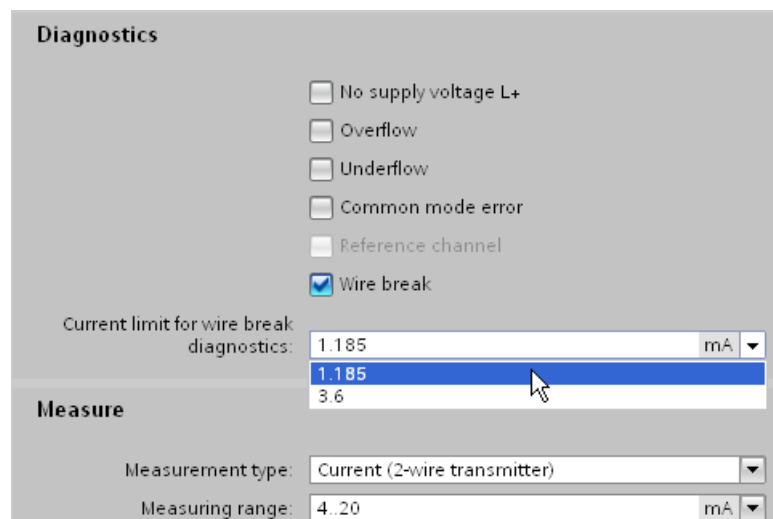 Diagnostics
No supply voltage L+
Overflow
Underflow
Common mode error
Reference channel
Wire break
Current limit for wire break
diagnostics:
1.185 mA
1.185
3.6
Measure
Measurement type: Current (2-wire transmitter)
Measuring range: 4..20 mA